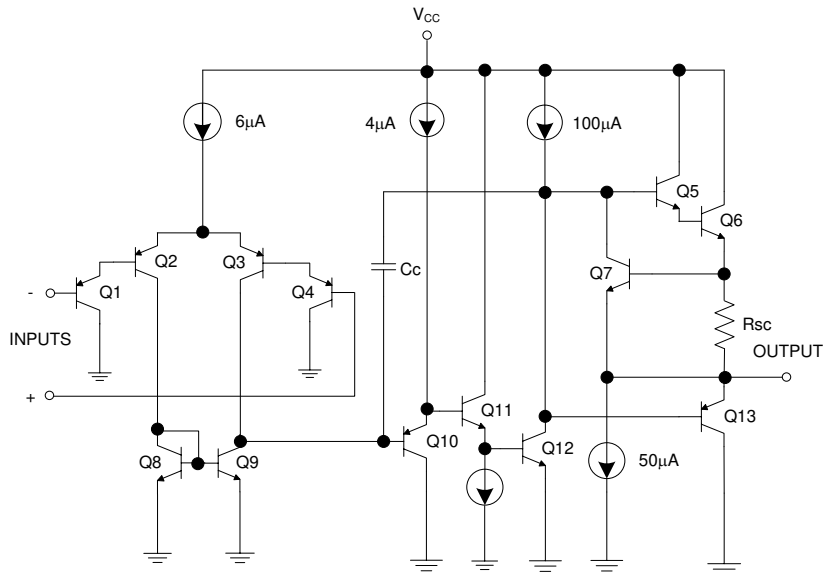 VCC
6μA
4μA
100μA
Q5
Q6
Q2
Q3
Q7
Cc
-
Q1
Q4
Rsc
INPUTS
OUTPUT
+
Q11
Q13
Q10
Q12
Q8
Q9
50μA